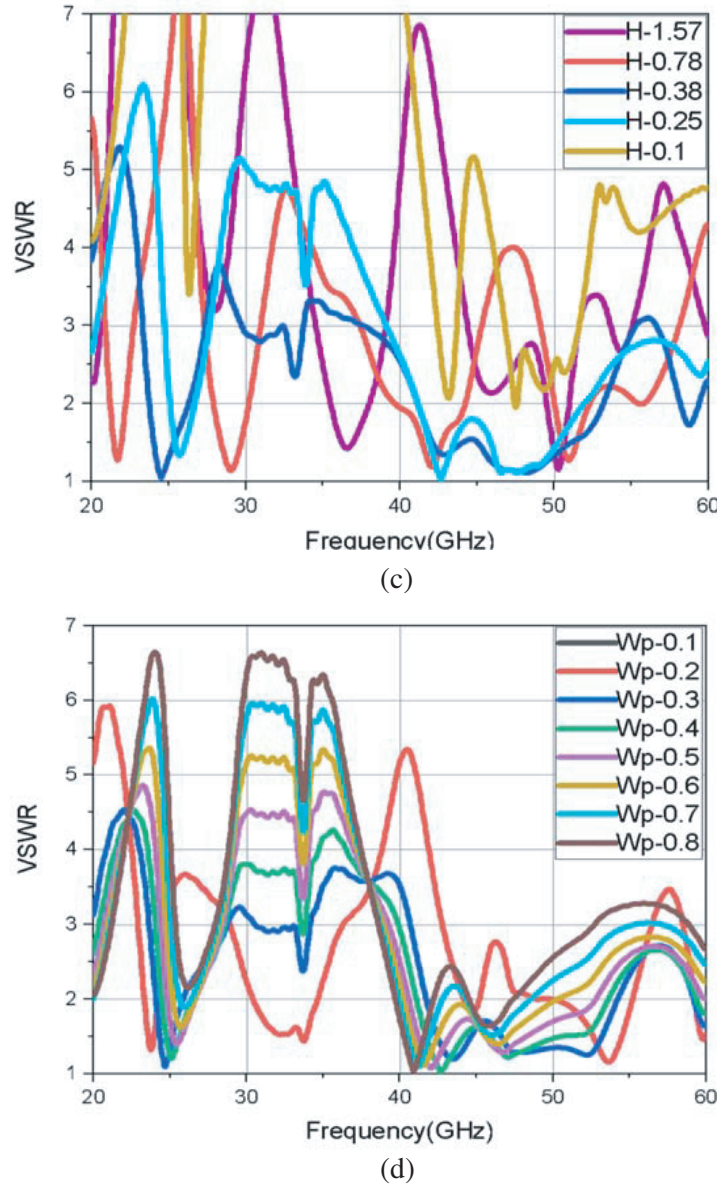 7
6
5
4
3
2
1
VSWR
H-1.57
H-0.78
H-0.38
H-0.25
H-0.1
20
30
40
50
60
Frequency(GHz)
(c)
7
6
5
4
3
2
1
VSWR
Wp-0.1
Wp-0.2
Wp-0.3
Wp-0.4
Wp-0.5
Wp-0.6
Wp-0.7
Wp-0.8
20
30
40
50
60
Frequency(GHz)
(d)